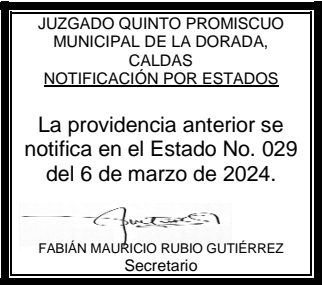 JUZGADO QUINTO PROMISCUO
MUNICIPAL DE LA DORADA,
CALDAS
NOTIFICACIÓN POR ESTADOS
La providencia anterior se
notifica en el Estado No. 029
del 6 de marzo de 2024.
FABIÁN MAURICIO RUBIO GUTIÉRREZ
Secretario